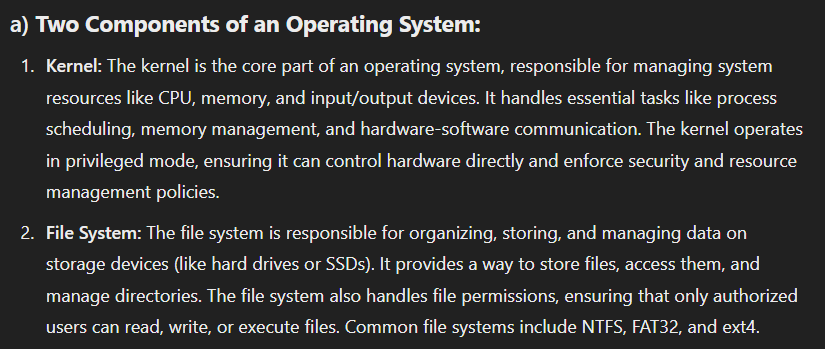 a) Two Components of an Operating System:
1. Kernel: The kernel is the core part of an operating system, responsible for managing system
resources like CPU, memory, and input/output devices. It handles essential tasks like process
scheduling, memory management, and hardware-software communication. The kernel operates
in privileged mode, ensuring it can control hardware directly and enforce security and resource
management policies.
2. File System: The file system is responsible for organizing, storing, and managing data on
storage devices (like hard drives or SSDs). It provides a way to store files, access them, and
manage directories. The file system also handles file permissions, ensuring that only authorized
users can read, write, or execute files. Common file systems include NTFS, FAT32, and ext4.